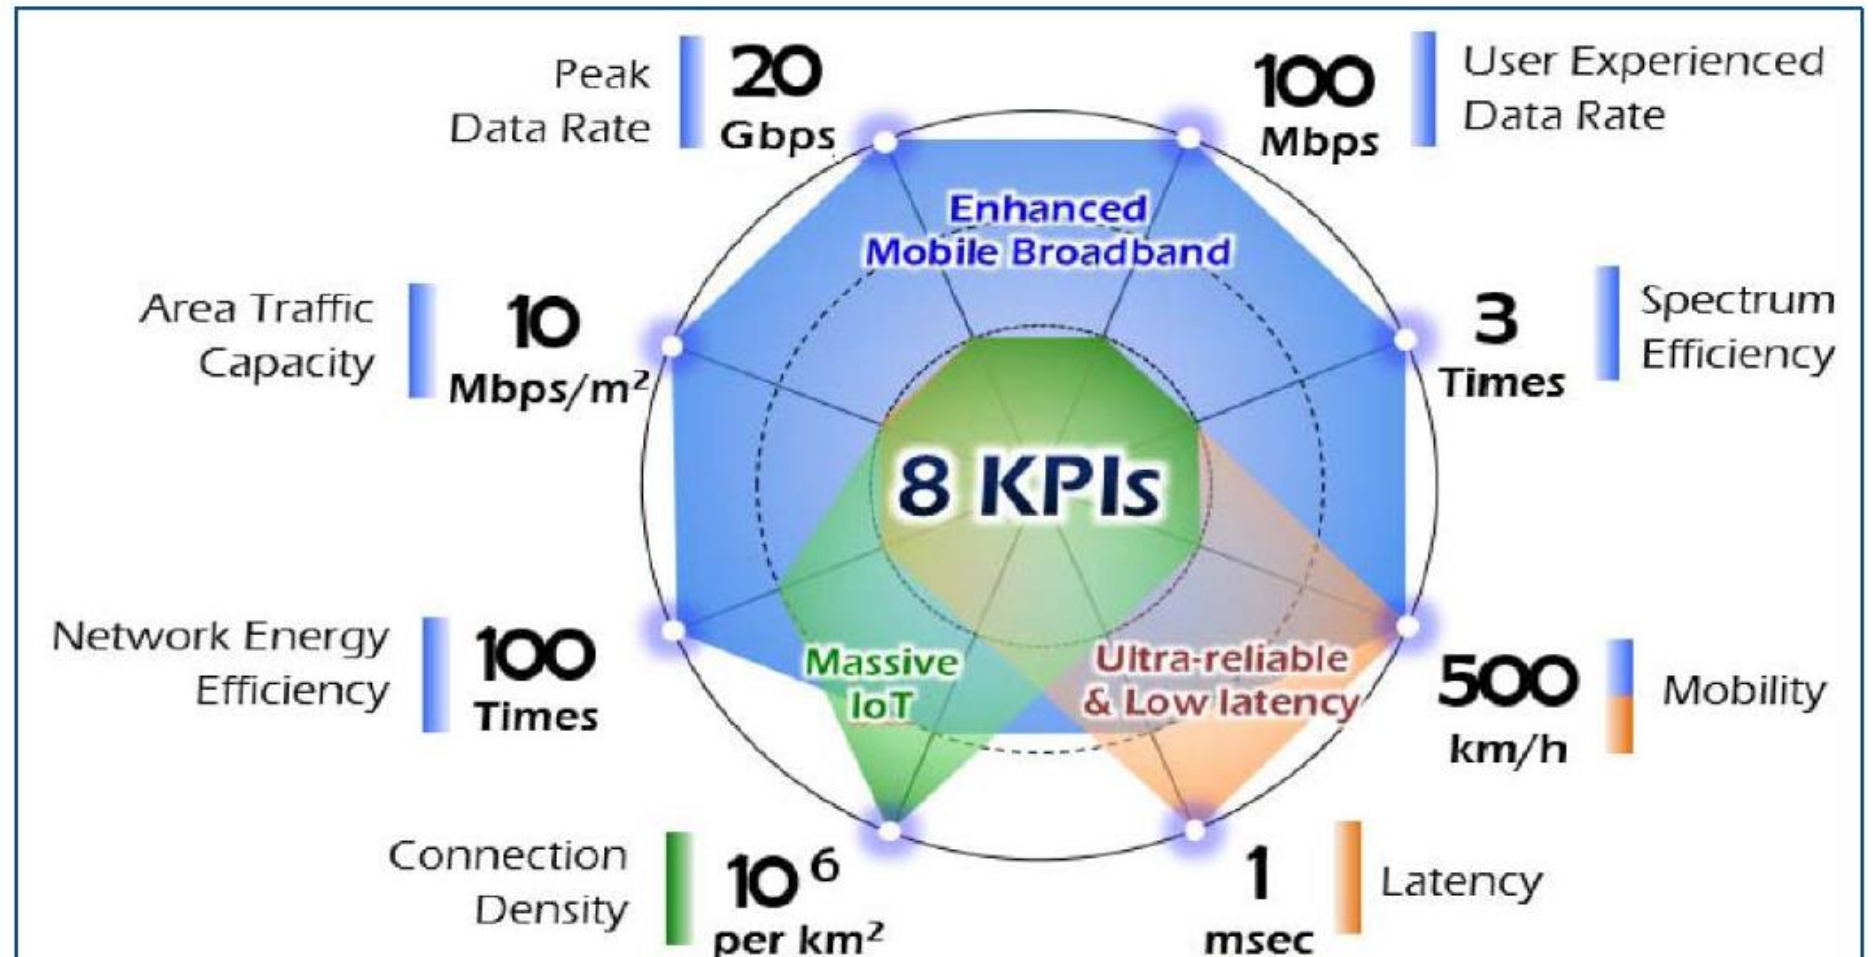 Peak
Data Rate
20
Gbps
100
Mbps
User Experienced
Data Rate
Enhanced
Mobile Broadband
Area Traffic
Capacity
10
Mbps/m²
3
Times
Spectrum
Efficiency
8 KPIs
Network Energy
Efficiency
100
Times
Massive
IoT
Ultra-reliable
& Low latency
500
km/h
Mobility
Connection
Density
10⁶
per km²
1
msec
Latency